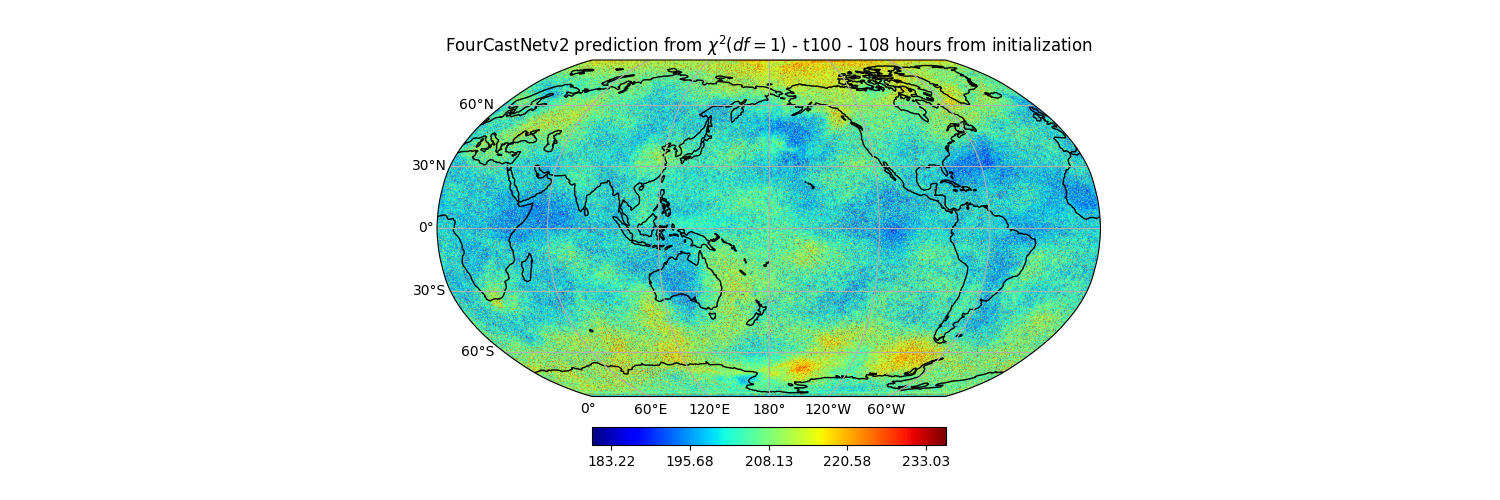 FourCastNetv2 prediction from χ²(df = 1) - t100 - 108 hours from initialization
60°N
30°N
0°
30°S
60°S
0° 60°E 120°E 180° 120°W 60°W
183.22 195.68 208.13 220.58 233.03